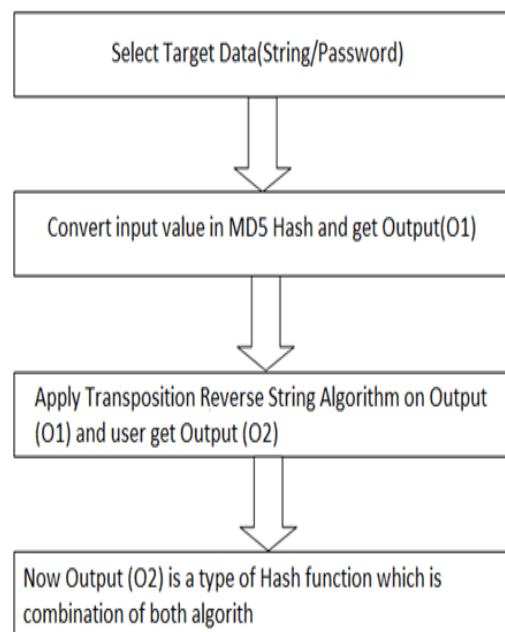 Select Target Data(String/Password)
Convert input value in MD5 Hash and get Output(O1)
Apply Transposition Reverse String Algorithm on Output
(O1) and user get Output (O2)
Now Output (O2) is a type of Hash function which is
combination of both algorith